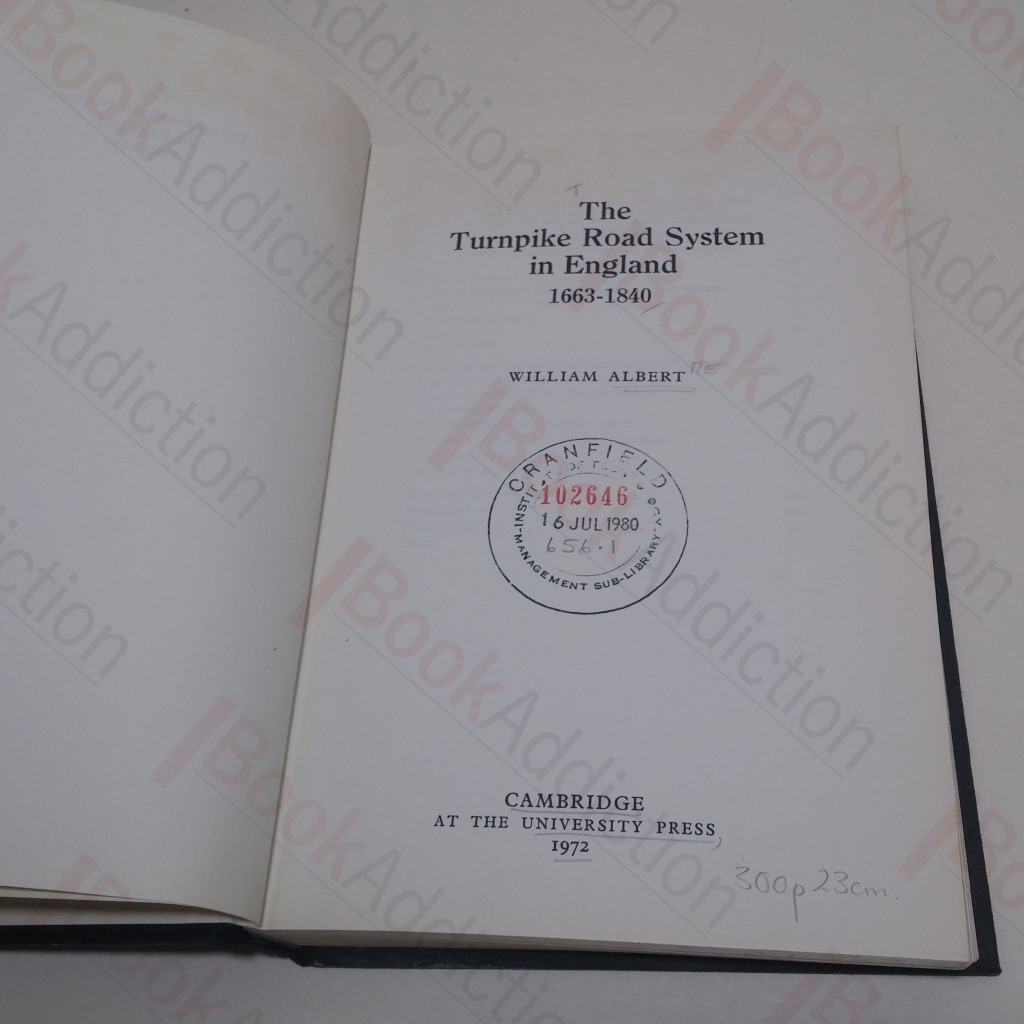 The
Turnpike Road System
in England
1663-1840
WILLIAM ALBERT
CRANFIELD
102646
16 JUL 1980
656.1
MANAGEMENT SUB-LIBRARY
CAMBRIDGE
AT THE UNIVERSITY PRESS
1972
300p 23cm.
BookAddiction